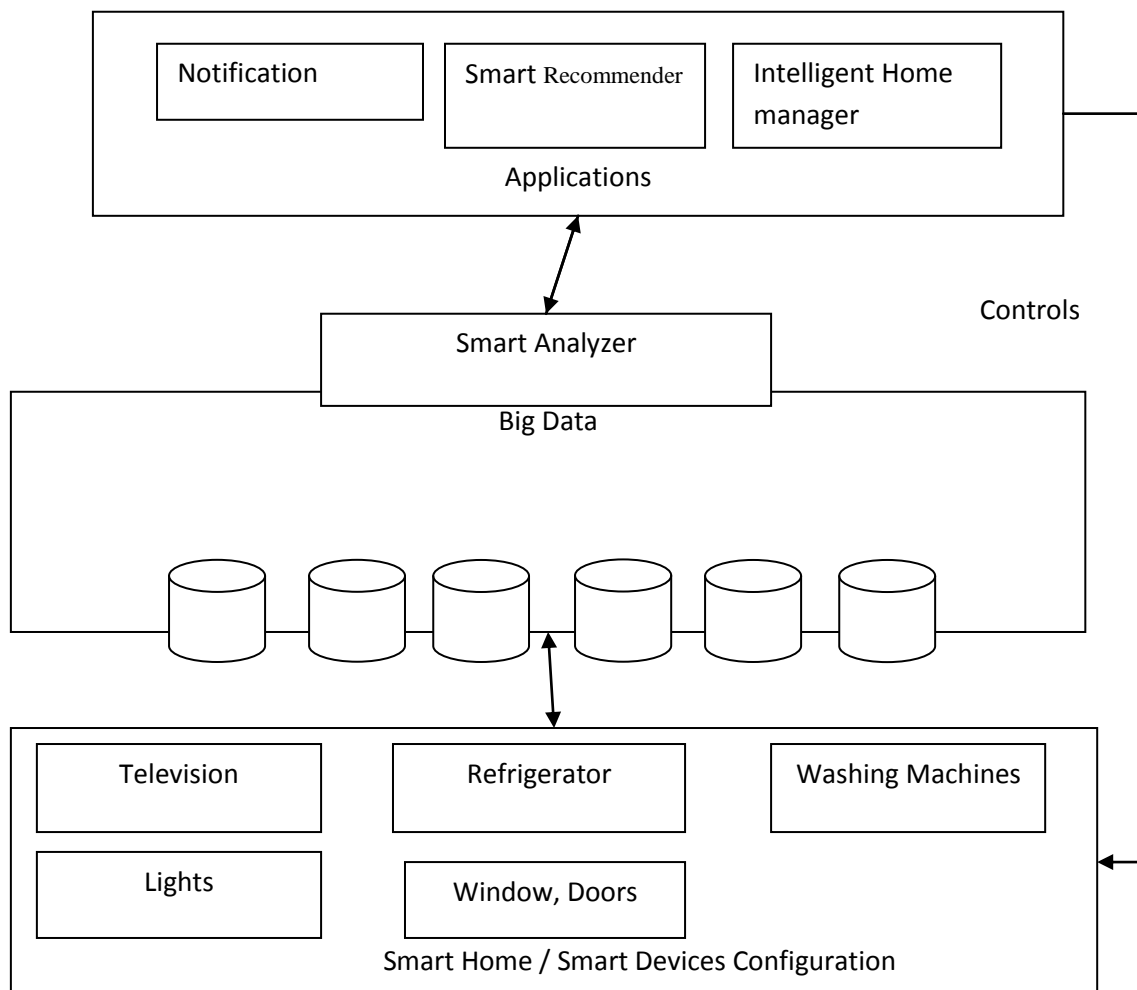 Notification
Smart Recommender
Intelligent Home
manager
Applications
Controls
Smart Analyzer
Big Data
Television
Refrigerator
Washing Machines
Lights
Window, Doors
Smart Home / Smart Devices Configuration